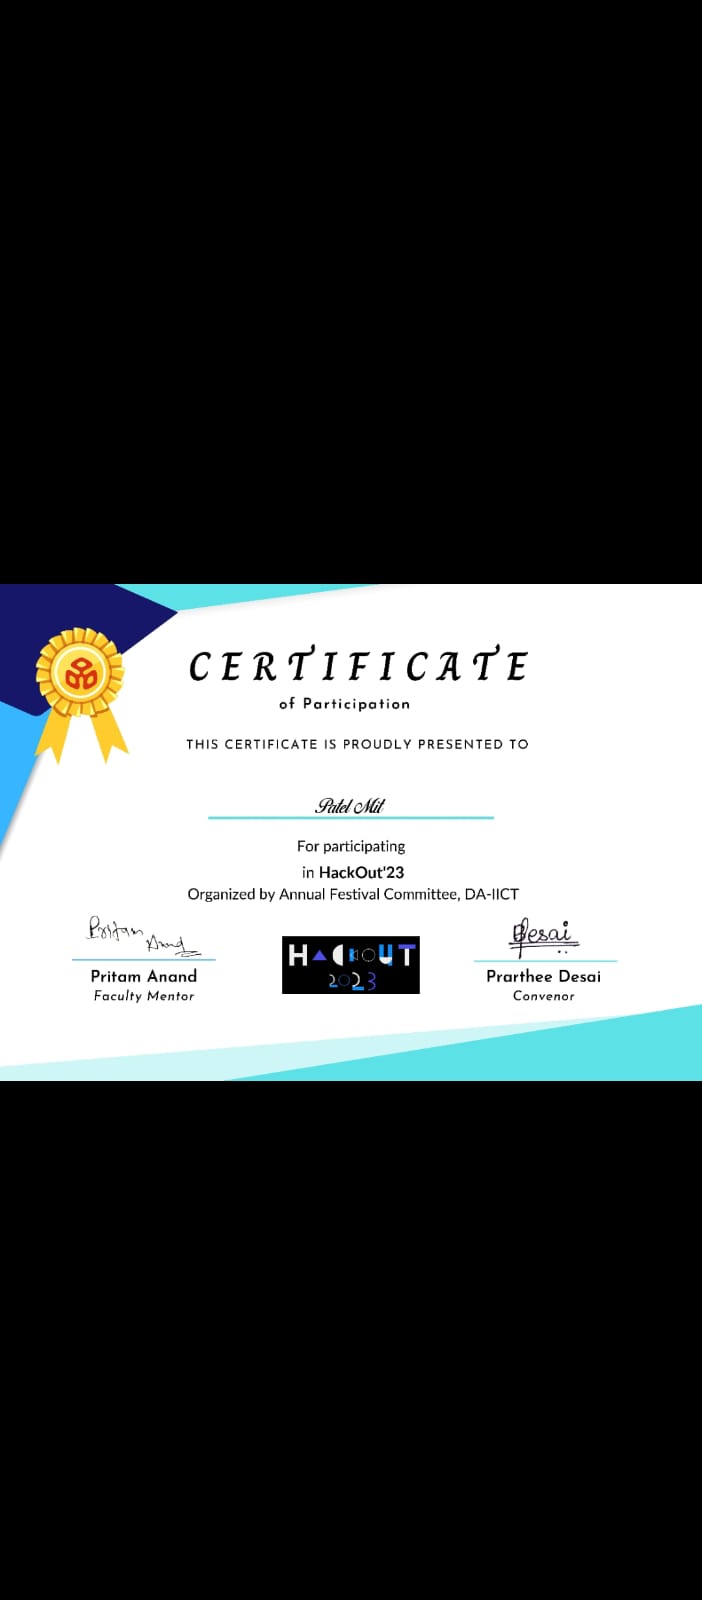 CERTIFICATE
of Participation
THIS CERTIFICATE IS PROUDLY PRESENTED TO
Patel Mit
For participating
in HackOut'23
Organized by Annual Festival Committee, DA-IICT
Pritam Anand
Desai
HACKOUT
2023
Pritam Anand
Faculty Mentor
Prarthee Desai
Convenor